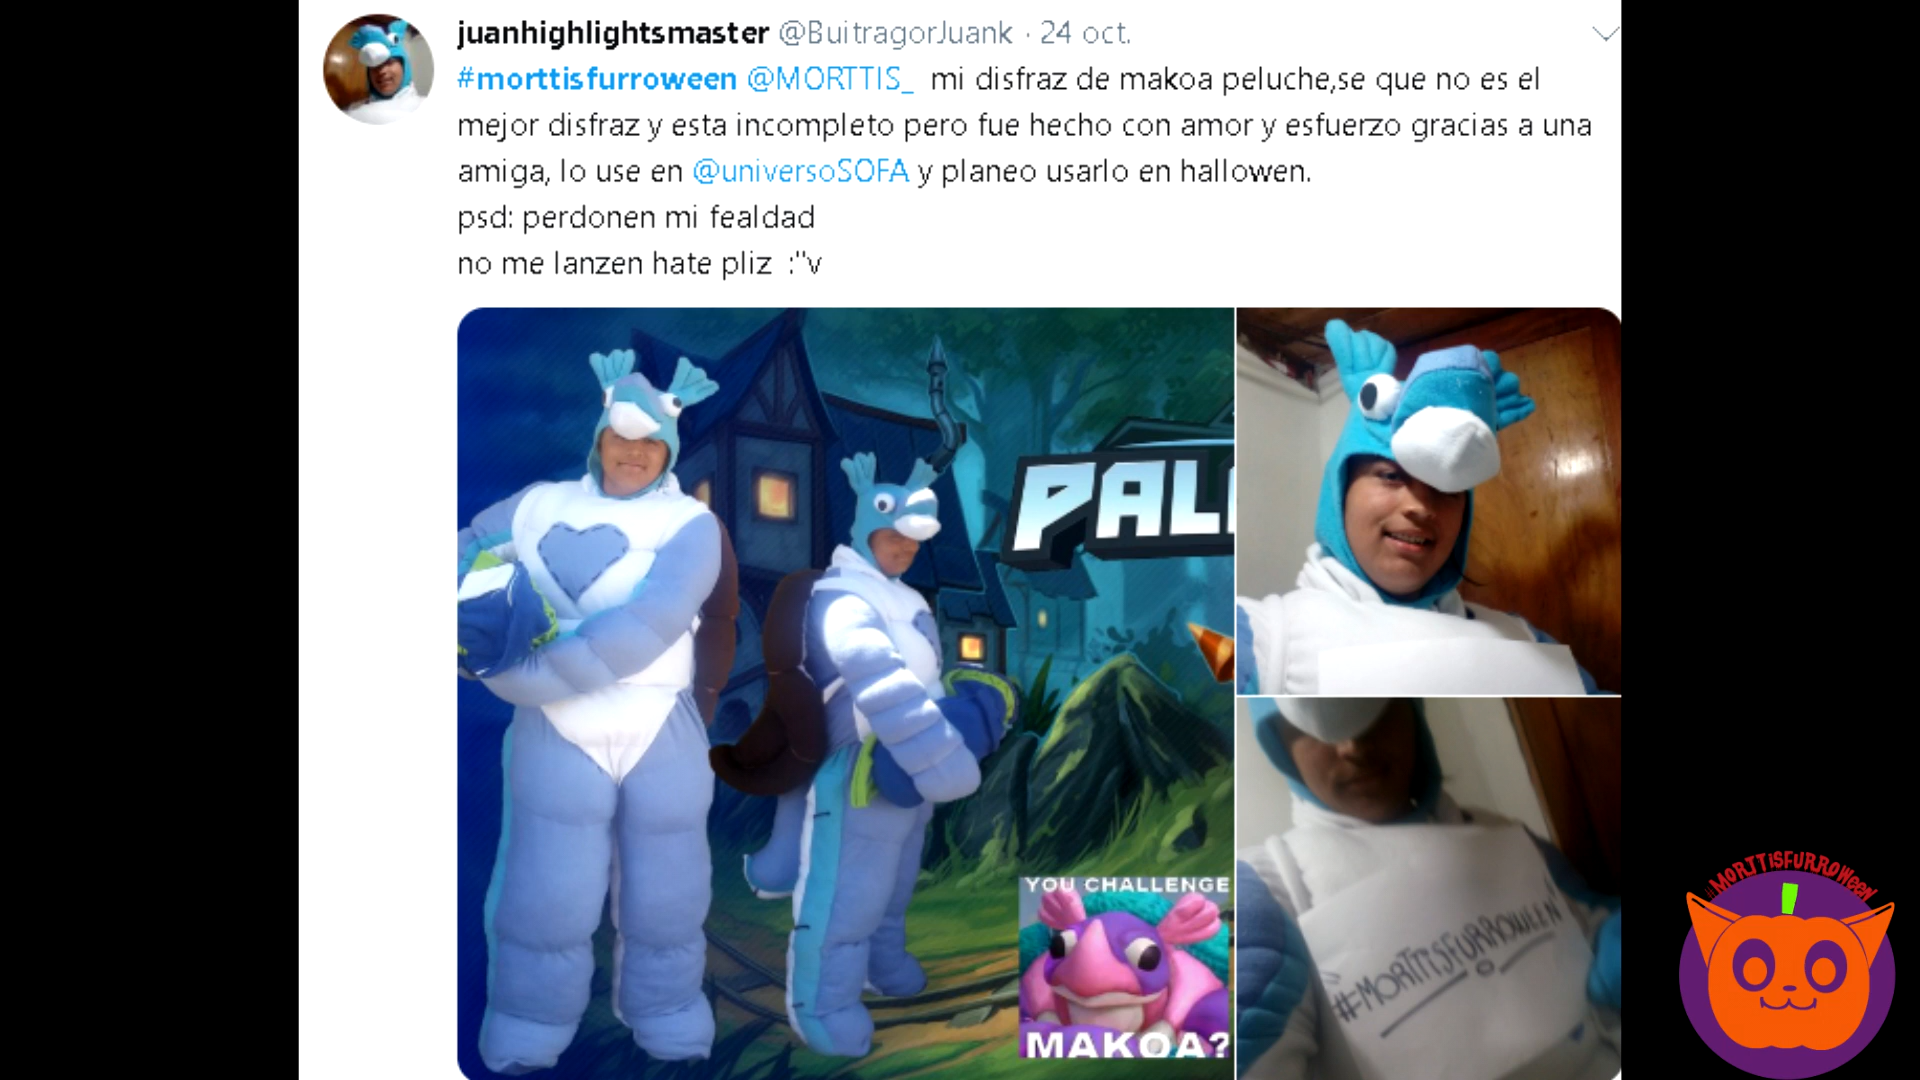 juanhighlightsmaster @BuitragorJuank · 24 oct.
#morttisfurroween @MORTTIS_ mi disfraz de makoa peluche,se que no es el
mejor disfraz y esta incompleto pero fue hecho con amor y esfuerzo gracias a una
amiga, lo use en @universoSOFA y planeo usarlo en hallowen.
psd: perdonen mi fealdad
no me lanzen hate pliz :"v
PAL
YOU CHALLENGE
MAKOA?
#MORTTISFURROWEEN
#MORTTISFURROWEEN